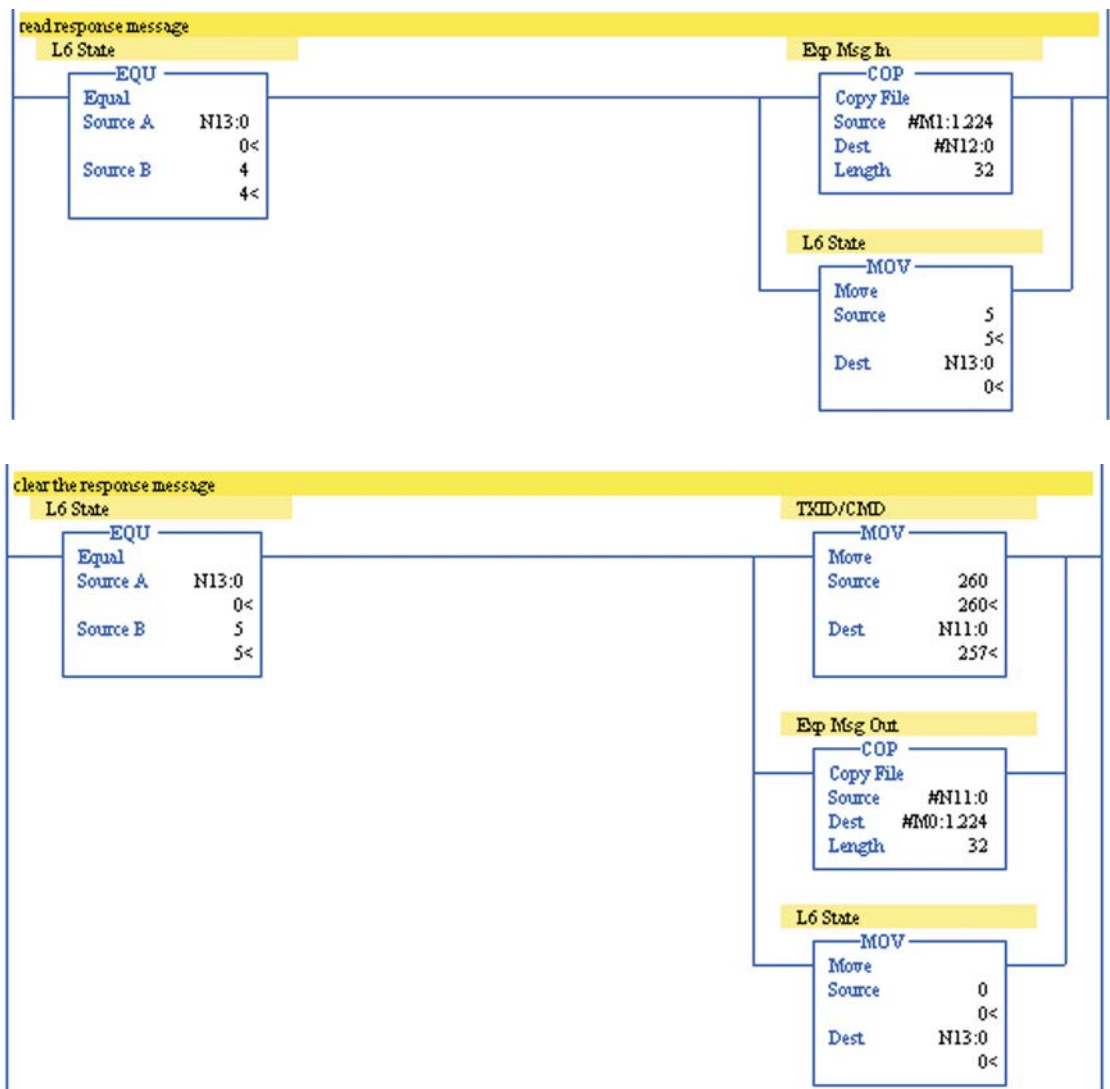 read response message
L6 State
EQU
Equal
Source A N13:0
0<
Source B 4
4<
Exp Msg In
COP
Copy File
Source #M1:1.224
Dest #N12:0
Length 32
L6 State
MOV
Move
Source 5
5<
Dest N13:0
0<
clear the response message
L6 State
EQU
Equal
Source A N13:0
0<
Source B 5
5<
TXID/CMD
MOV
Move
Source 260
260<
Dest N11:0
257<
Exp Msg Out
COP
Copy File
Source #N11:0
Dest #M0:1.224
Length 32
L6 State
MOV
Move
Source 0
0<
Dest N13:0
0<